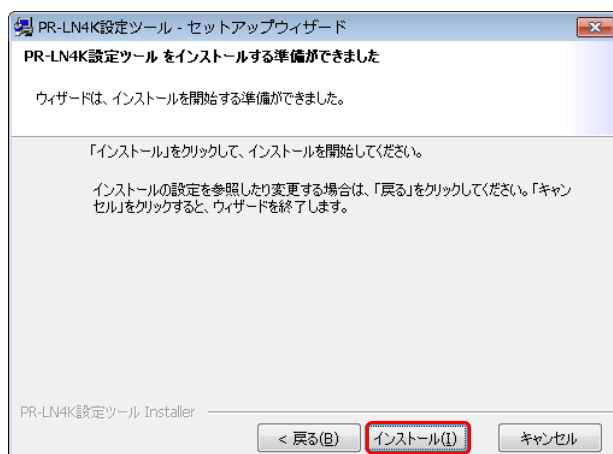 PR-LN4K設定ツール - セットアップウィザード
PR-LN4K設定ツール をインストールする準備ができました
ウィザードは、インストールを開始する準備ができました。
「インストール」をクリックして、インストールを開始してください。
インストールの設定を参照したり変更する場合は、「戻る」をクリックしてください。「キャン
セル」をクリックすると、ウィザードを終了します。
PR-LN4K設定ツール Installer
< 戻る(B) インストール(I) キャンセル